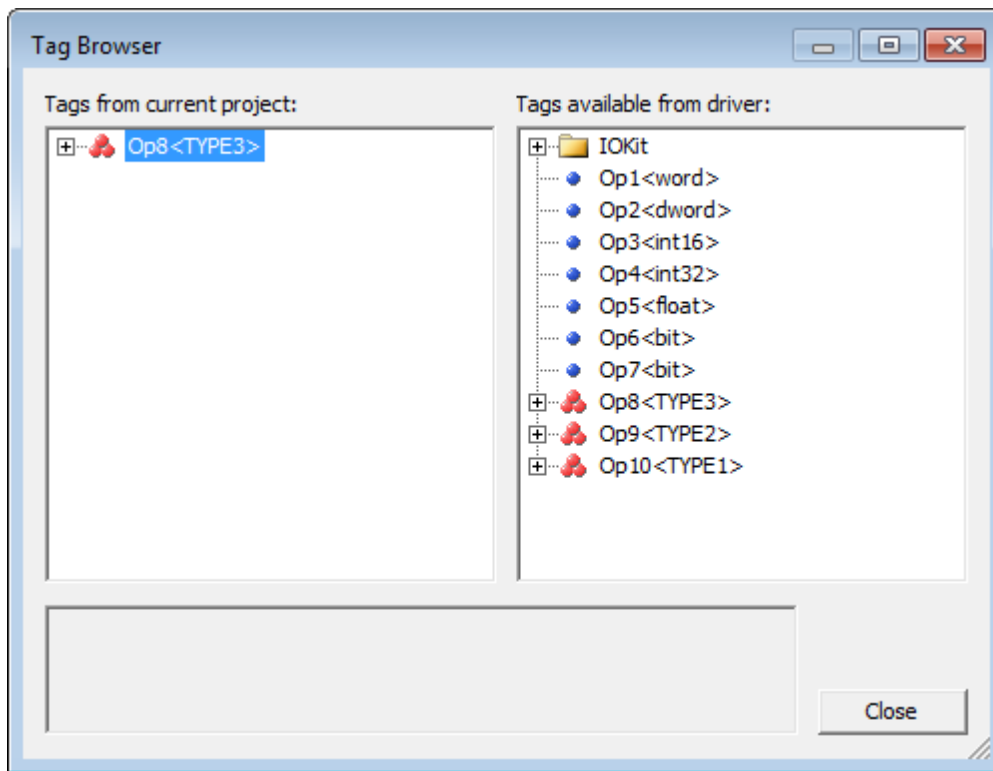 Tag Browser
Tags from current project:
Op8<TYPE3>
Tags available from driver:
IOKit
Op1<word>
Op2<dword>
Op3<int16>
Op4<int32>
Op5<float>
Op6<bit>
Op7<bit>
Op8<TYPE3>
Op9<TYPE2>
Op10<TYPE1>
Close